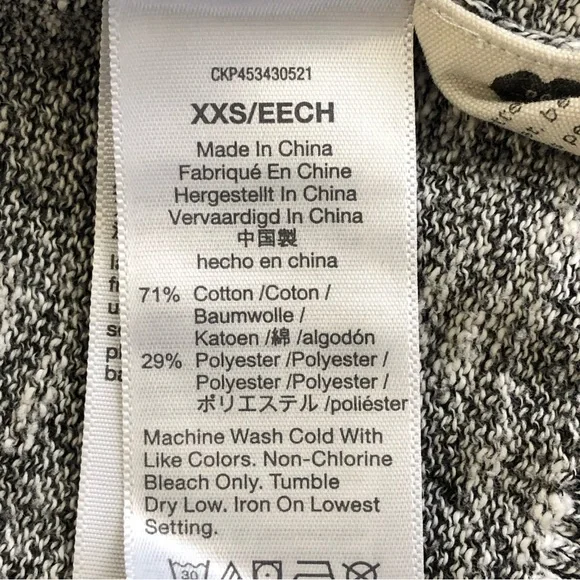 CKP453430521
XXS/EECH
Made In China
Fabriqué En Chine
Hergestellt In China
Vervaardigd In China
中国製
hecho en china
71% Cotton /Coton /
Baumwolle /
Katoen /綿 /algodón
29% Polyester /Polyester /
Polyester /Polyester /
ポリエステル /poliéster
Machine Wash Cold With
Like Colors. Non-Chlorine
Bleach Only. Tumble
Dry Low. Iron On Lowest
Setting.
30